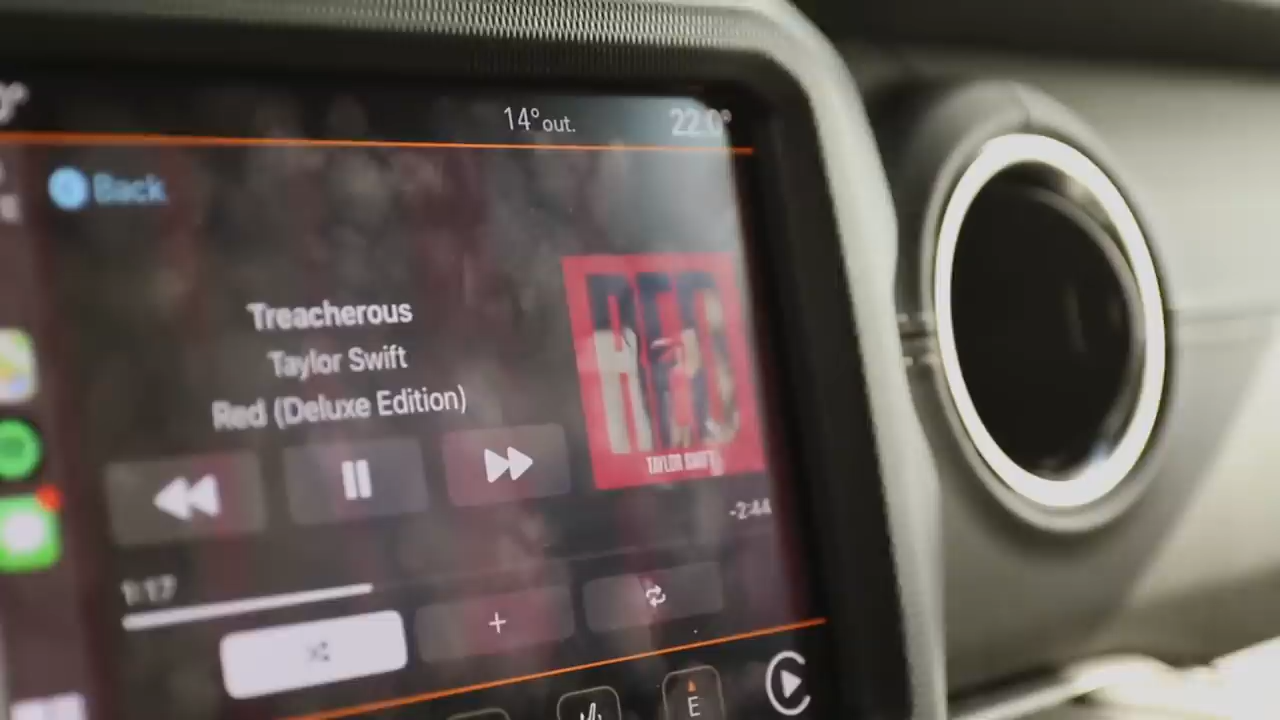 14° out.
22.0°
Back
Treacherous
Taylor Swift
Red (Deluxe Edition)
RED
TAYLOR SWIFT
-2:44
1:17
E